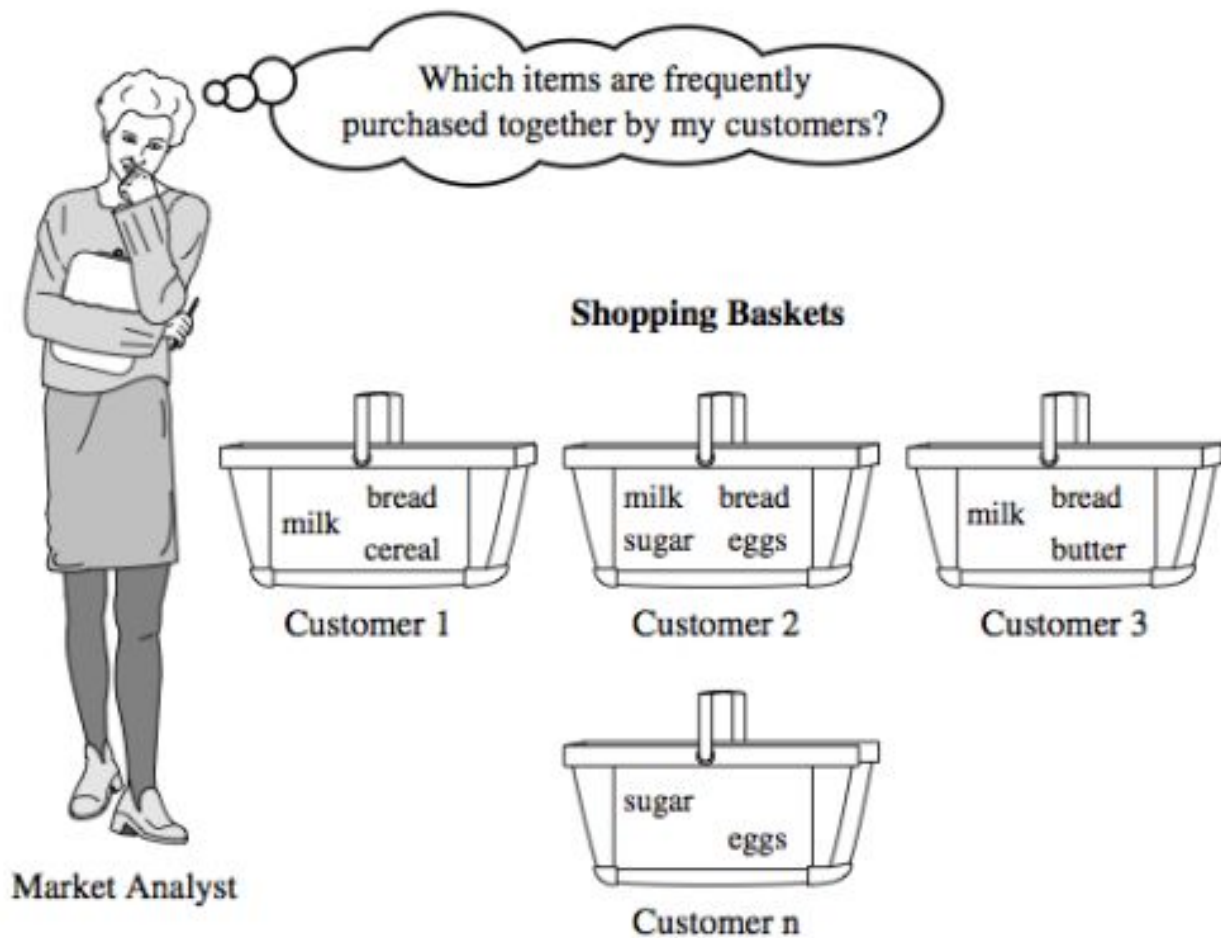 Which items are frequently
purchased together by my customers?
Shopping Baskets
milk
bread
cereal
Customer 1
milk bread
sugar eggs
Customer 2
milk
bread
butter
Customer 3
sugar
eggs
Customer n
Market Analyst